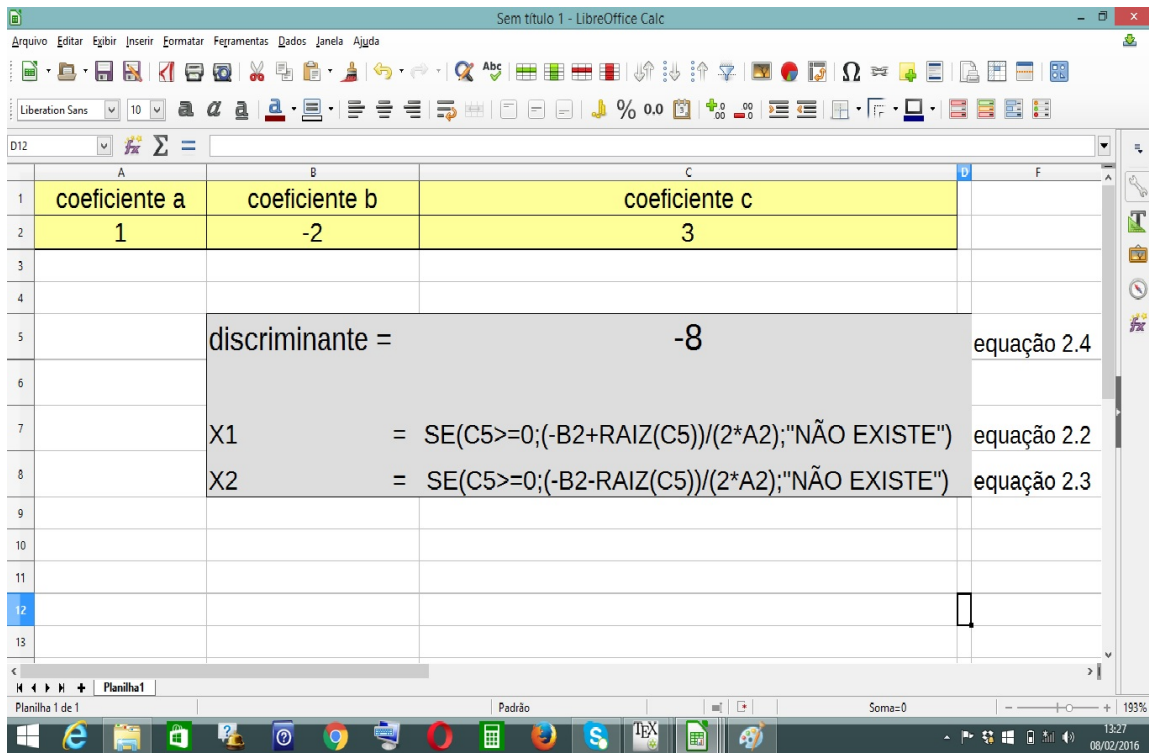 Sem título 1 - LibreOffice Calc
Arquivo Editar Exibir Inserir Formatar Ferramentas Dados Janela Ajuda
Liberation Sans 10
D12
A B C D F
1 coeficiente a coeficiente b coeficiente c
2 1 -2 3
3
4
5 discriminante = -8 equação 2.4
6
7 X1 = SE(C5>=0;(-B2+RAIZ(C5))/(2*A2);"NÃO EXISTE") equação 2.2
8 X2 = SE(C5>=0;(-B2-RAIZ(C5))/(2*A2);"NÃO EXISTE") equação 2.3
9
10
11
12
13
Planilha1
Planilha 1 de 1 Padrão Soma=0 193%
13:27
08/02/2016